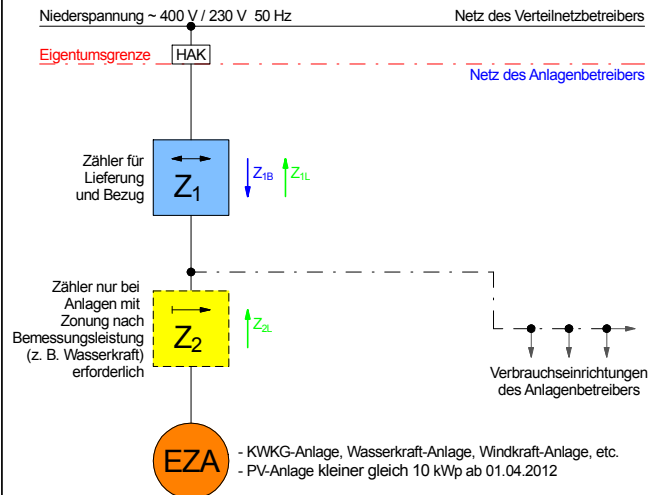 Niederspannung ~ 400 V / 230 V 50 Hz
Netz des Verteilnetzbetreibers
Eigentumsgrenze
HAK
Netz des Anlagenbetreibers
Zähler für
Lieferung
und Bezug
Z1
Z1B
Z1L
Zähler nur bei
Anlagen mit
Zonung nach
Bemessungsleistung
(z. B. Wasserkraft)
erforderlich
Z2
Z2L
Verbrauchseinrichtungen
des Anlagenbetreibers
EZA
- KWKG-Anlage, Wasserkraft-Anlage, Windkraft-Anlage, etc.
- PV-Anlage kleiner gleich 10 kWp ab 01.04.2012